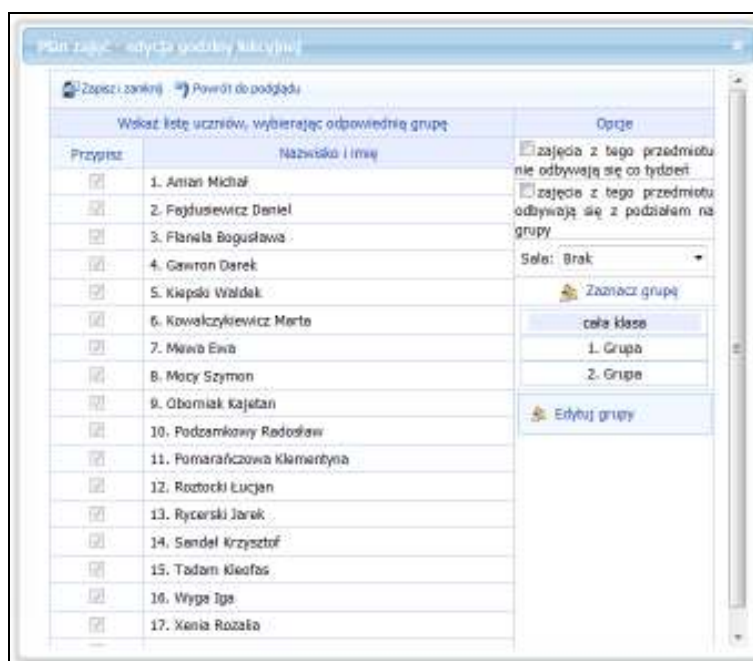 Plan zajęć - edycja godziny lekcyjnej
Zapisz i zamknij Powrót do podglądu
Wskaż listę uczniów, wybierając odpowiednią grupę
Opcje
Przypisz Nazwisko i imię
1. Aman Michał
2. Fajdusiewicz Daniel
3. Flanela Bogusława
4. Gawron Darek
5. Kiepski Waldek
6. Kowalczykiewicz Marta
7. Mewa Ewa
8. Mocy Szymon
9. Oborniak Kajetan
10. Podzamkowy Radosław
11. Pomarańczowa Klementyna
12. Roztocki Łucjan
13. Rycerski Jarek
14. Sandał Krzysztof
15. Tadam Kleofas
16. Wyga Iga
17. Xenia Rozalia
zajęcia z tego przedmiotu
nie odbywają się co tydzień
zajęcia z tego przedmiotu
odbywają się z podziałem na
grupy
Sala: Brak
Zaznacz grupę
cała klasa
1. Grupa
2. Grupa
Edytuj grupy